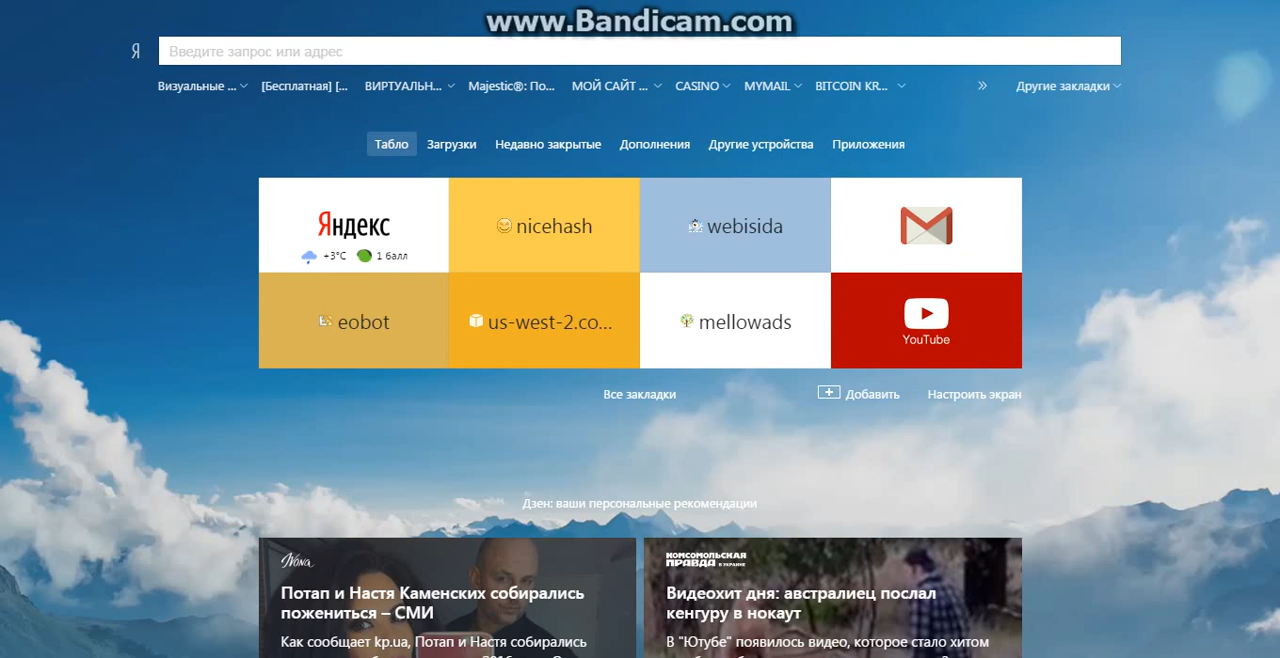 www.Bandicam.com
Я
Введите запрос или адрес
Визуальные ... [Бесплатная] [... ВИРТУАЛЬН... Majestic®: По... МОЙ САЙТ ... CASINO MYMAIL BITCOIN KR... » Другие закладки
Табло Загрузки Недавно закрытые Дополнения Другие устройства Приложения
Яндекс
+3°C 1 балл
nicehash
webisida
eobot
us-west-2.co...
mellowads
YouTube
Все закладки Добавить Настроить экран
Дзен: ваши персональные рекомендации
Nona
Потап и Настя Каменских собирались
пожениться – СМИ
Как сообщает kp.ua, Потап и Настя собирались
КОМСОМОЛЬСКАЯ
ПРАВДА В УКРАИНЕ
Видеохит дня: австралиец послал
кенгуру в нокаут
В "Ютубе" появилось видео, которое стало хитом